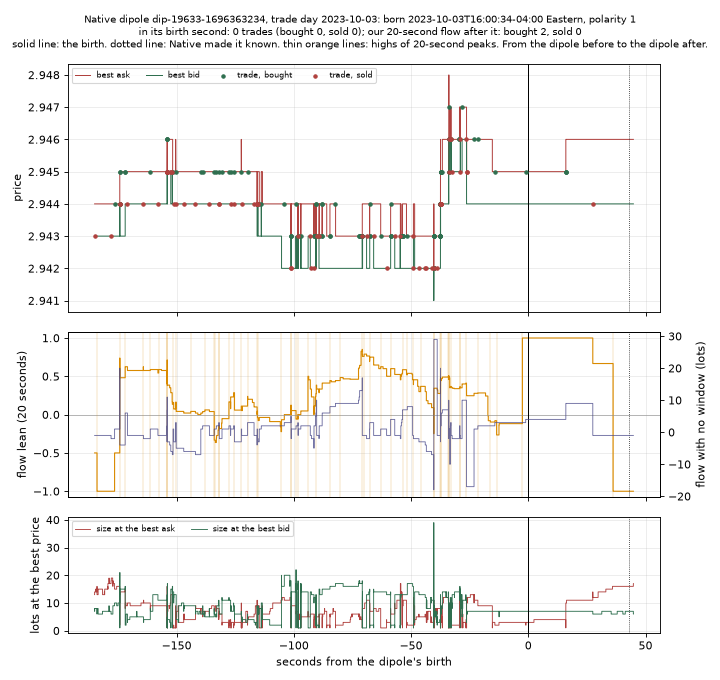 Native dipole dip-19633-1696363234, trade day 2023-10-03: born 2023-10-03T16:00:34-04:00 Eastern, polarity 1
in its birth second: 0 trades (bought 0, sold 0); our 20-second flow after it: bought 2, sold 0
solid line: the birth. dotted line: Native made it known. thin orange lines: highs of 20-second peaks. From the dipole before to the dipole after.
best ask
best bid
trade, bought
trade, sold
2.948
2.947
2.946
2.945
2.944
2.943
2.942
2.941
price
1.0
0.5
0.0
−0.5
−1.0
flow lean (20 seconds)
30
20
10
0
−10
−20
flow with no window (lots)
size at the best ask
size at the best bid
40
30
20
10
0
lots at the best price
−150
−100
−50
0
50
seconds from the dipole's birth